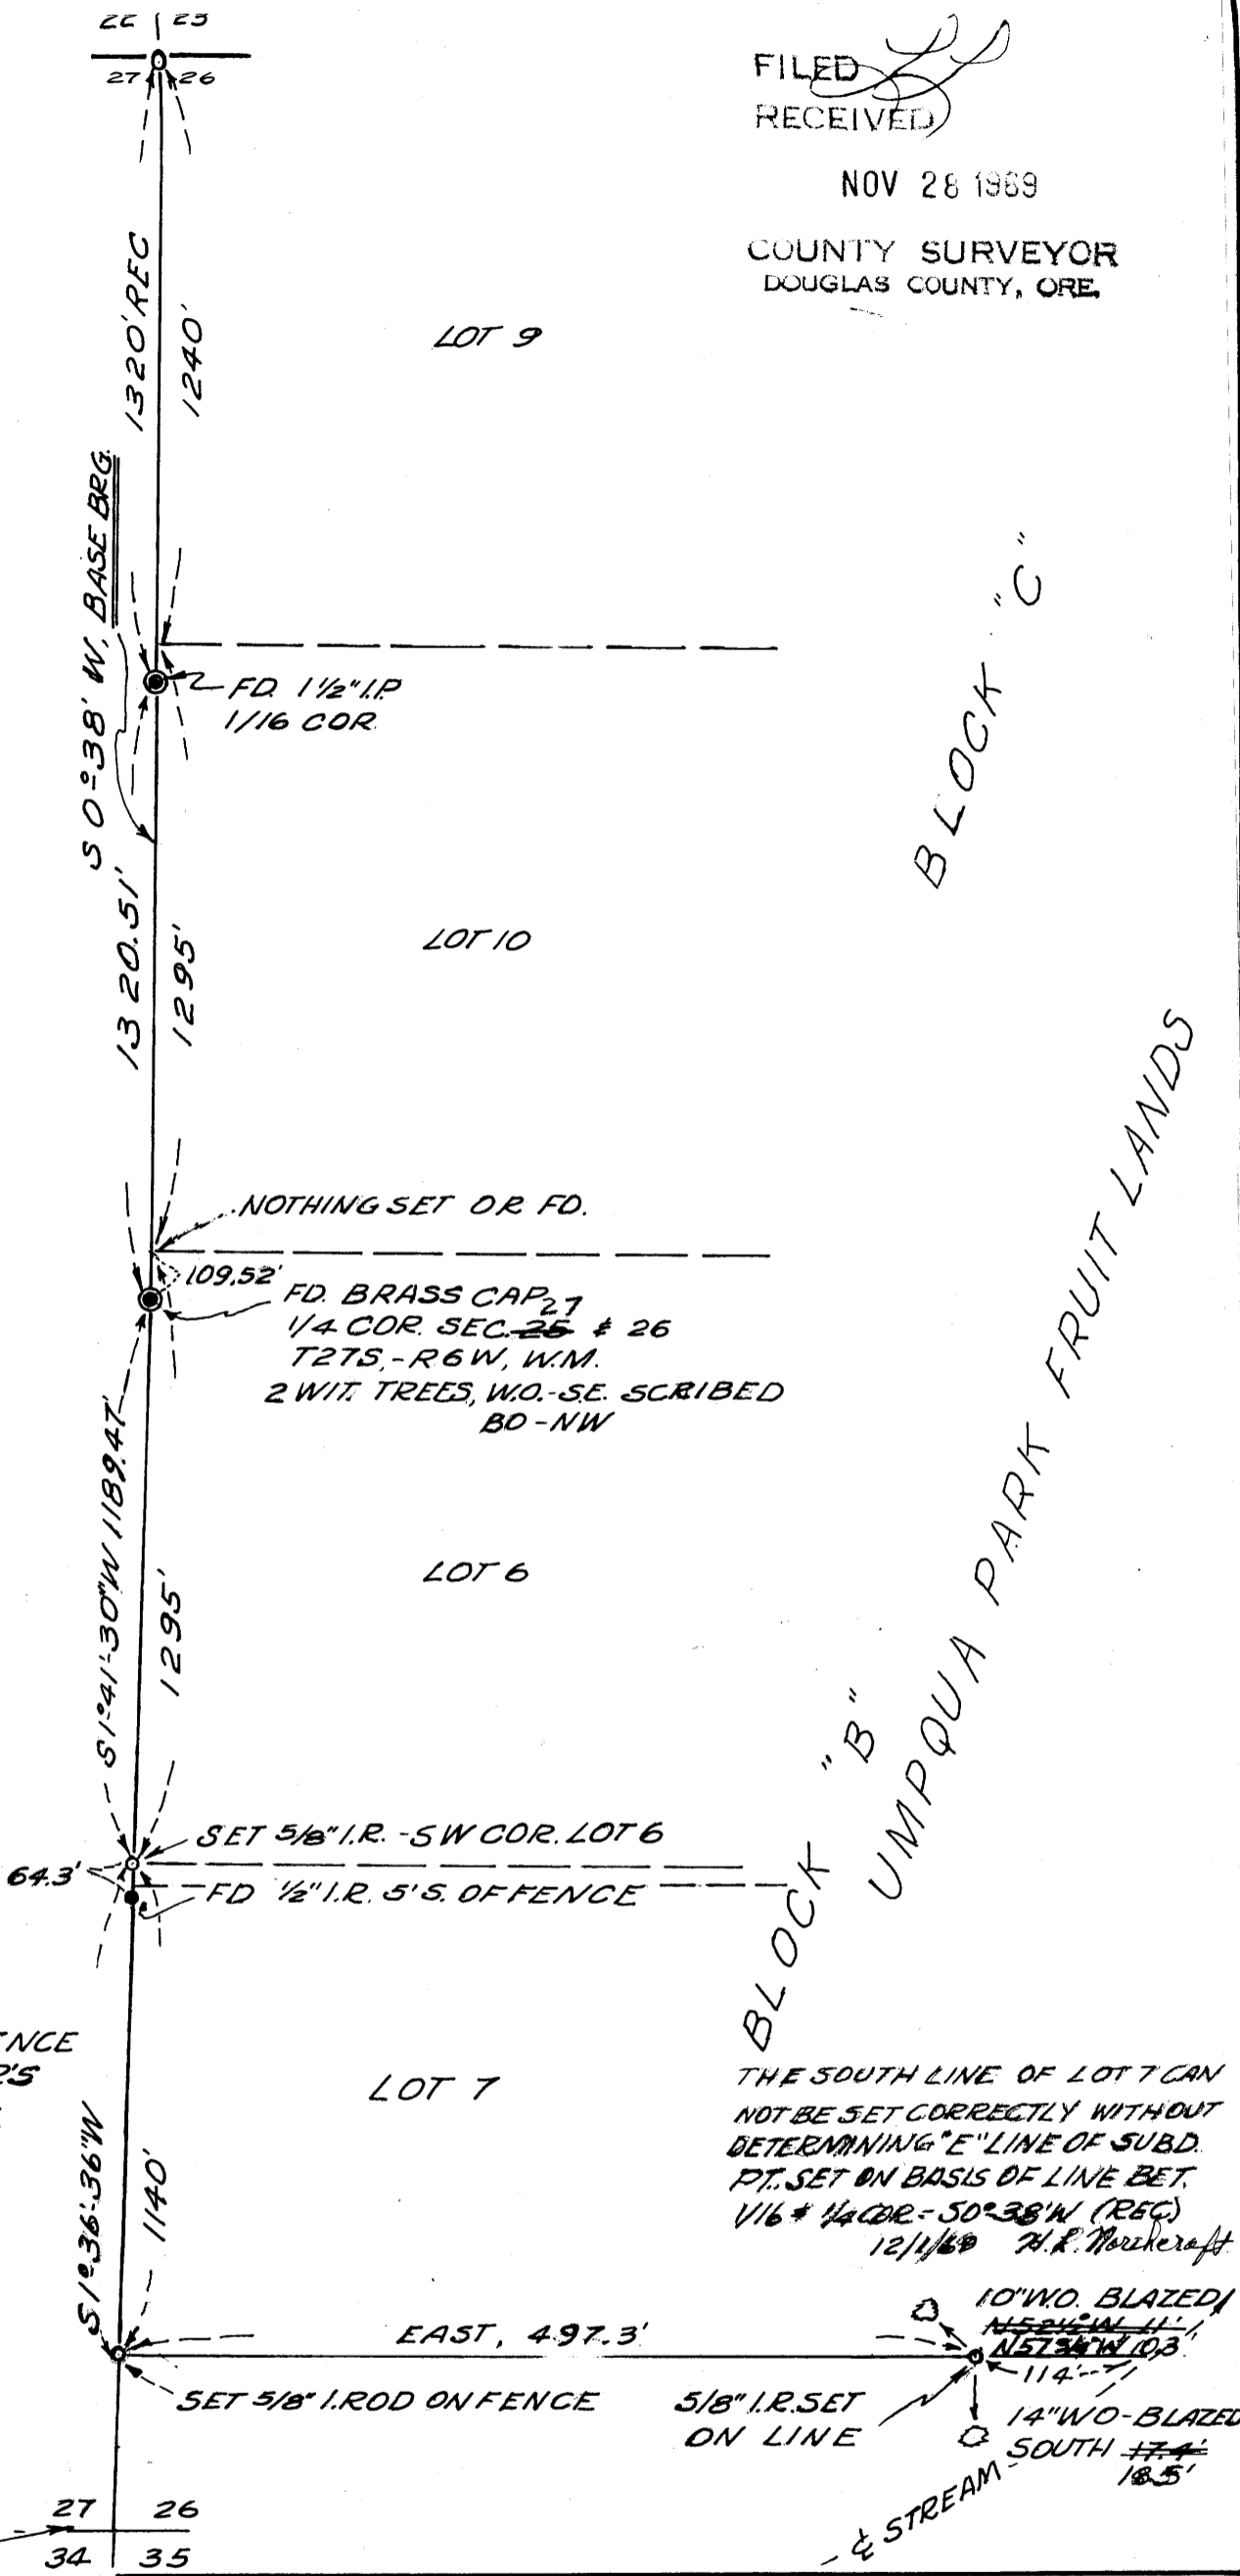 22 | 23
27 26
FILED
RECEIVED
NOV 28 1969
COUNTY SURVEYOR
DOUGLAS COUNTY, ORE.
1320' REC
1240'
LOT 9
S 0°-38' W, BASE BRG.
FD. 1 1/2" I.P.
1/16 COR.
BLOCK "C"
1320.51'
1295'
LOT 10
NOTHING SET OR FD.
109.52'
FD. BRASS CAP
27
1/4 COR. SEC. 25 & 26
T27S,-R6W, W.M.
2 WIT. TREES, W.O.-S.E. SCRIBED
BO-NW
UMPQUA PARK FRUIT LANDS
S1°-41'-30"W 1189.47'
1295'
LOT 6
BLOCK "B"
SET 5/8" I.R. - SW COR. LOT 6
64.3'
FD 1/2" I.R. 5' S. OF FENCE
ENCE
R'S
LOT 7
S1°-36'-36"W
1140'
THE SOUTH LINE OF LOT 7 CAN
NOT BE SET CORRECTLY WITHOUT
DETERMINING "E" LINE OF SUBD.
PT. SET ON BASIS OF LINE BET.
1/16 & 1/4 COR = S0°-38'W (REC)
12/1/69 H.R. Northcraft
10" W.O. BLAZED
N52½°W 11'
N57¾°W 10.3'
EAST, 497.3'
114'
SET 5/8" I. ROD ON FENCE
5/8" I.R. SET
ON LINE
14" WO-BLAZED
SOUTH 17.4'
18.5'
℄ STREAM
27 26
34 35